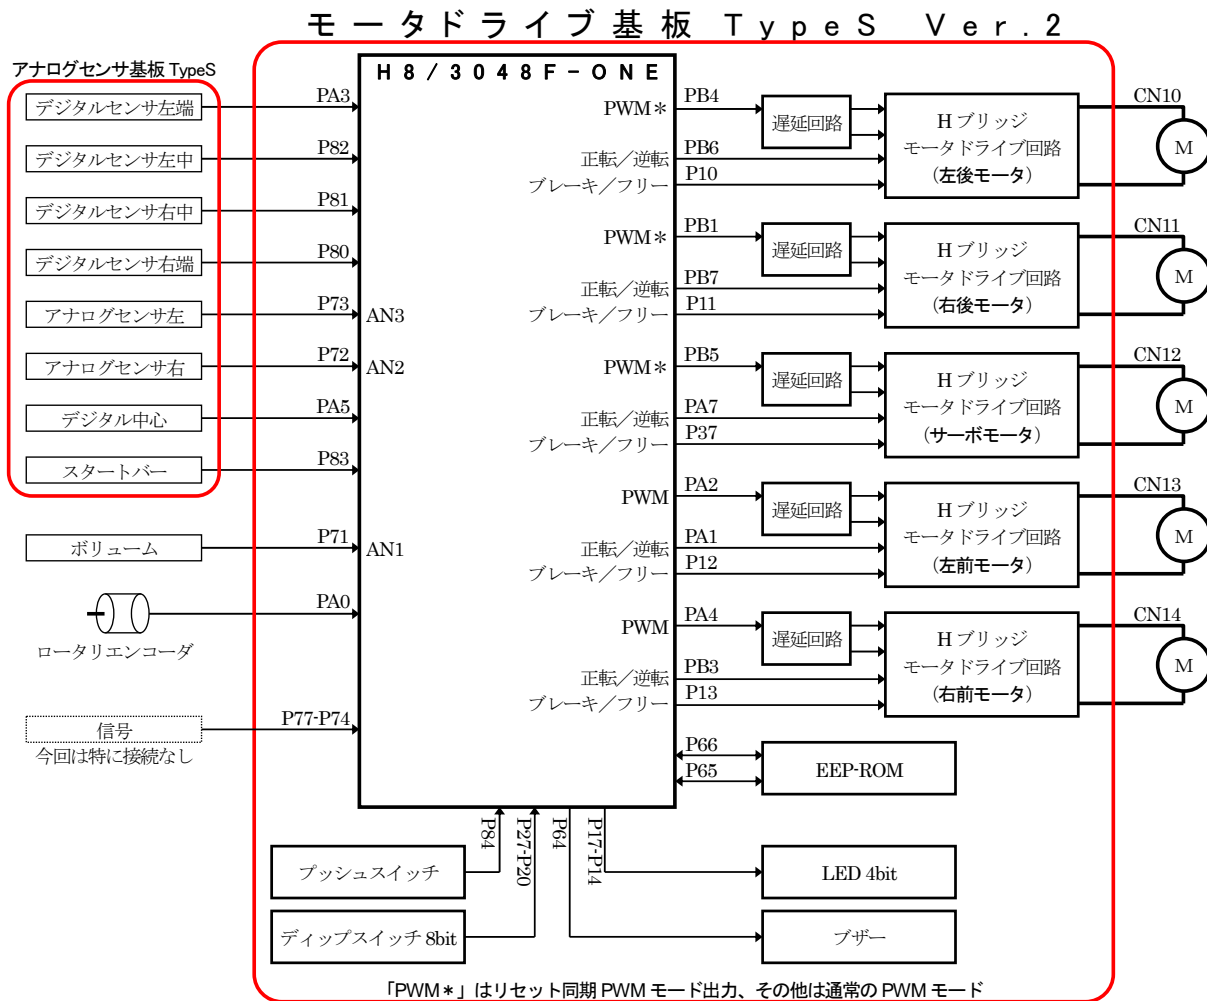 モータドライブ基板 TypeS Ver.2
アナログセンサ基板 TypeS
H8/3048F-ONE
デジタルセンサ左端
PA3
デジタルセンサ左中
P82
デジタルセンサ右中
P81
デジタルセンサ右端
P80
アナログセンサ左
P73
AN3
アナログセンサ右
P72
AN2
デジタル中心
PA5
スタートバー
P83
ボリューム
P71
AN1
PA0
ロータリエンコーダ
信号
P77-P74
今回は特に接続なし
PWM*
PB4
遅延回路
正転/逆転
PB6
ブレーキ/フリー
P10
Hブリッジ
モータドライブ回路
(左後モータ)
CN10
M
PWM*
PB1
遅延回路
正転/逆転
PB7
ブレーキ/フリー
P11
Hブリッジ
モータドライブ回路
(右後モータ)
CN11
M
PWM*
PB5
遅延回路
正転/逆転
PA7
ブレーキ/フリー
P37
Hブリッジ
モータドライブ回路
(サーボモータ)
CN12
M
PWM
PA2
遅延回路
正転/逆転
PA1
ブレーキ/フリー
P12
Hブリッジ
モータドライブ回路
(左前モータ)
CN13
M
PWM
PA4
遅延回路
正転/逆転
PB3
ブレーキ/フリー
P13
Hブリッジ
モータドライブ回路
(右前モータ)
CN14
M
P66
P65
EEP-ROM
P84
P27-P20
P64
P17-P14
プッシュスイッチ
LED 4bit
ディップスイッチ 8bit
ブザー
「PWM*」はリセット同期 PWM モード出力、その他は通常の PWM モード